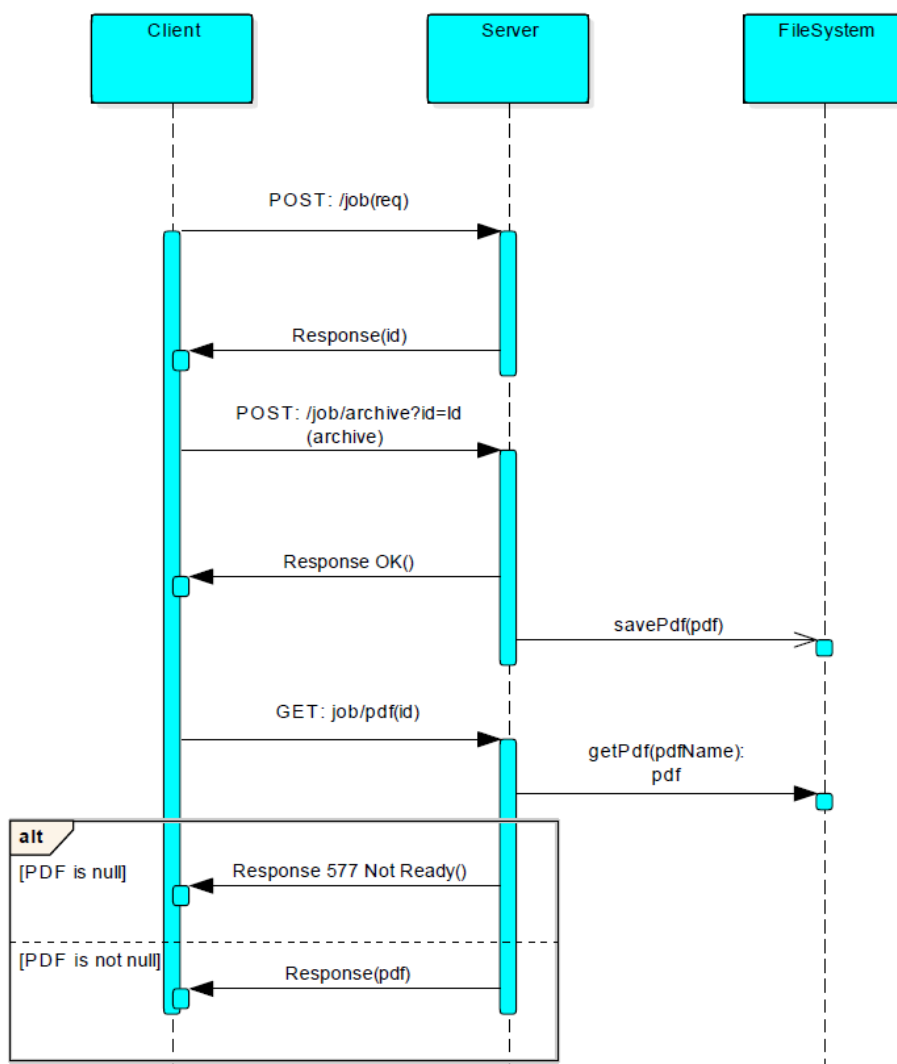 Client
Server
FileSystem
POST: /job(req)
Response(id)
POST: /job/archive?id=Id
(archive)
Response OK()
savePdf(pdf)
GET: job/pdf(id)
getPdf(pdfName):
pdf
alt
[PDF is null]
Response 577 Not Ready()
[PDF is not null]
Response(pdf)